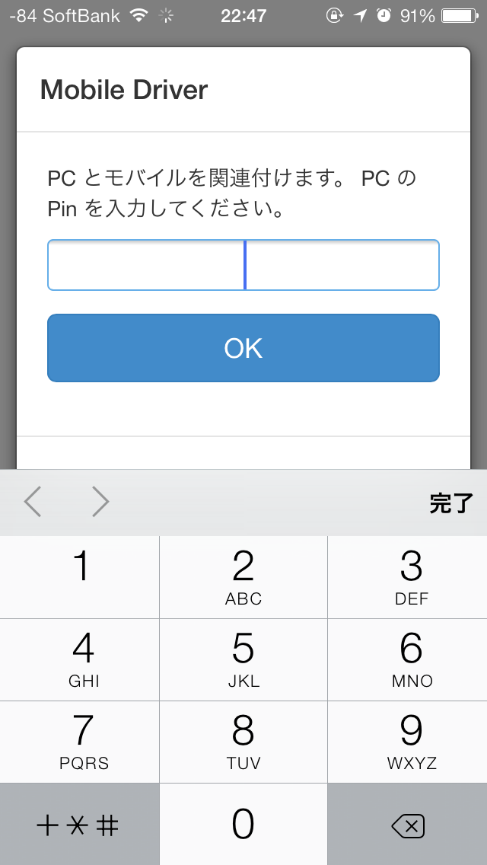 -84 SoftBank 22:47 91%
Mobile Driver
PC とモバイルを関連付けます。 PC の
Pin を入力してください。
OK
完了
1 2 3
ABC DEF
4 5 6
GHI JKL MNO
7 8 9
PQRS TUV WXYZ
+*# 0